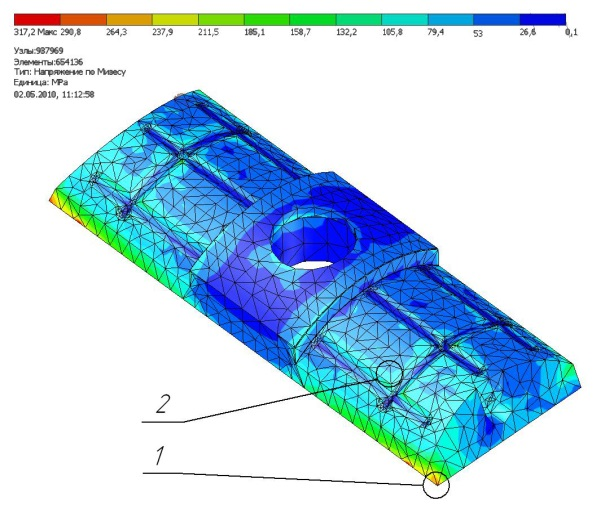 317,2 Макс 290,8 264,3 237,9 211,5 185,1 158,7 132,2 105,8 79,4 53 26,6 0,1
Узлы:987969
Элементы:654136
Тип: Напряжение по Мизесу
Единица: MPa
02.05.2010, 11:12:58
2
1